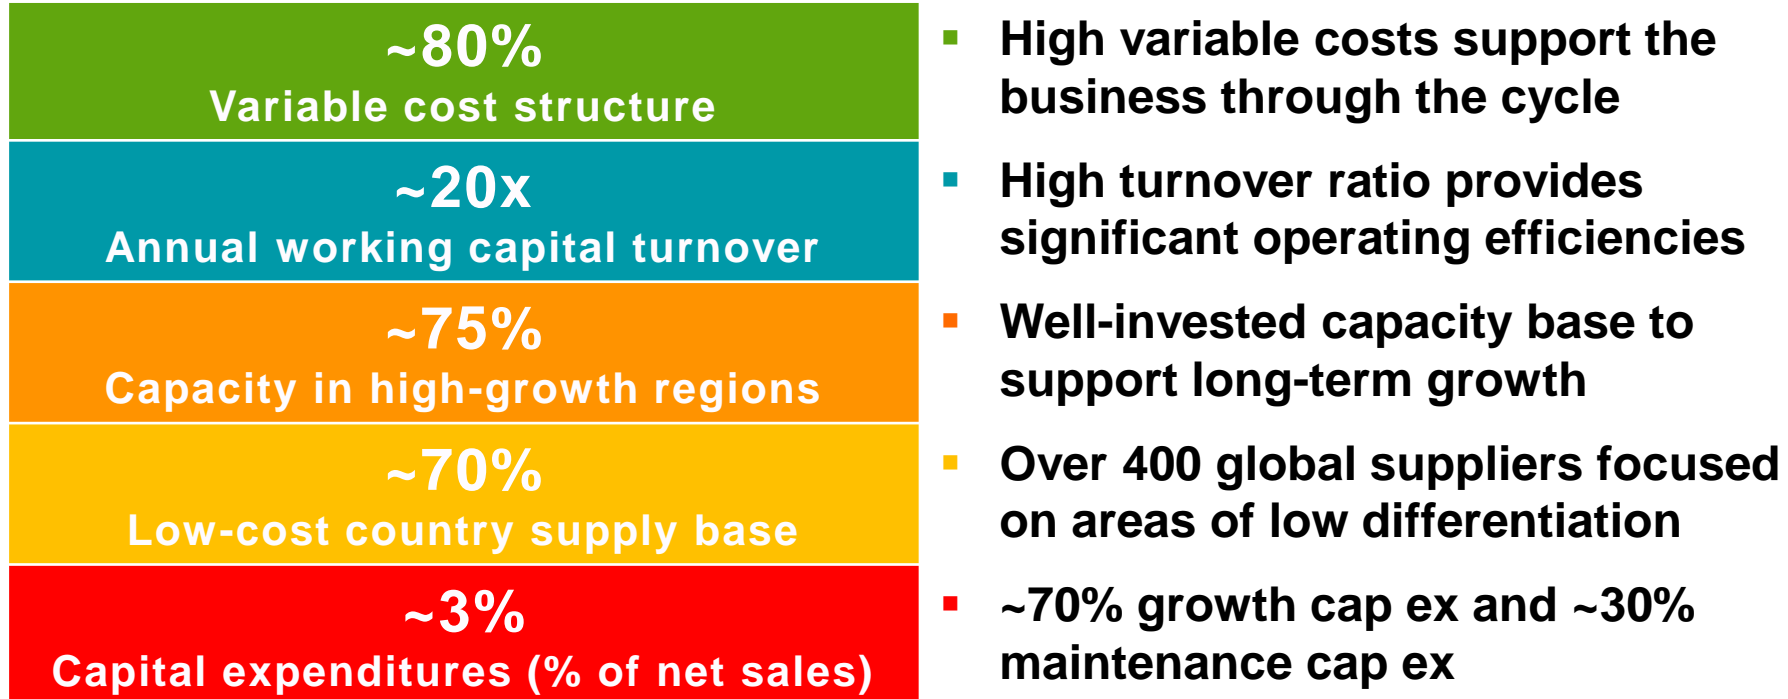 ~80%
Variable cost structure
▪ High variable costs support the
business through the cycle
~20x
Annual working capital turnover
▪ High turnover ratio provides
significant operating efficiencies
~75%
Capacity in high-growth regions
▪ Well-invested capacity base to
support long-term growth
~70%
Low-cost country supply base
▪ Over 400 global suppliers focused
on areas of low differentiation
~3%
Capital expenditures (% of net sales)
▪ ~70% growth cap ex and ~30%
maintenance cap ex